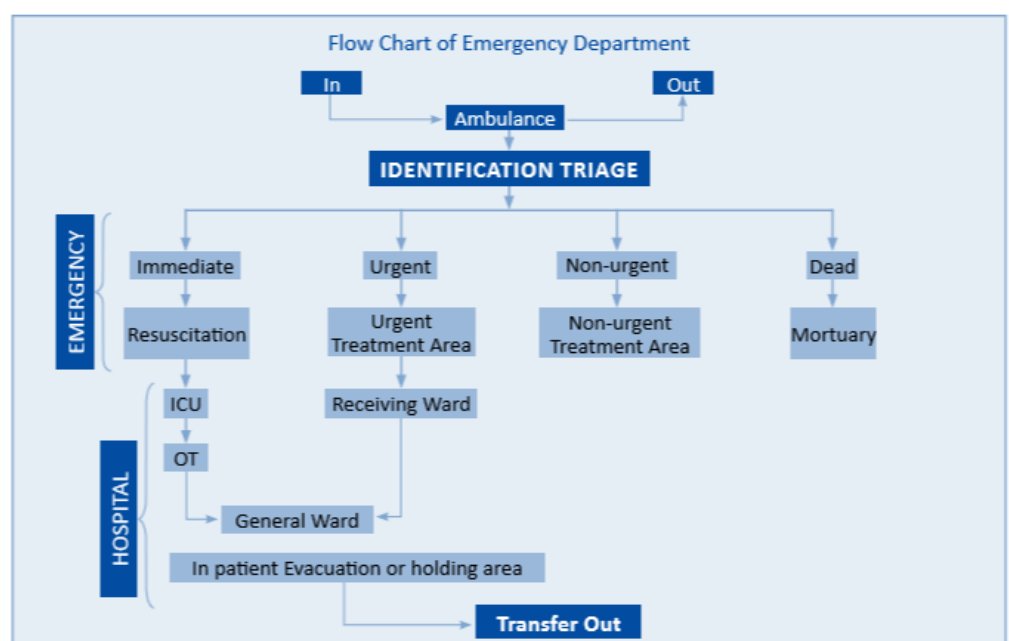 Flow Chart of Emergency Department
In
Out
Ambulance
IDENTIFICATION TRIAGE
EMERGENCY
Immediate
Urgent
Non-urgent
Dead
Resuscitation
Urgent
Treatment Area
Non-urgent
Treatment Area
Mortuary
HOSPITAL
ICU
Receiving Ward
OT
General Ward
In patient Evacuation or holding area
Transfer Out